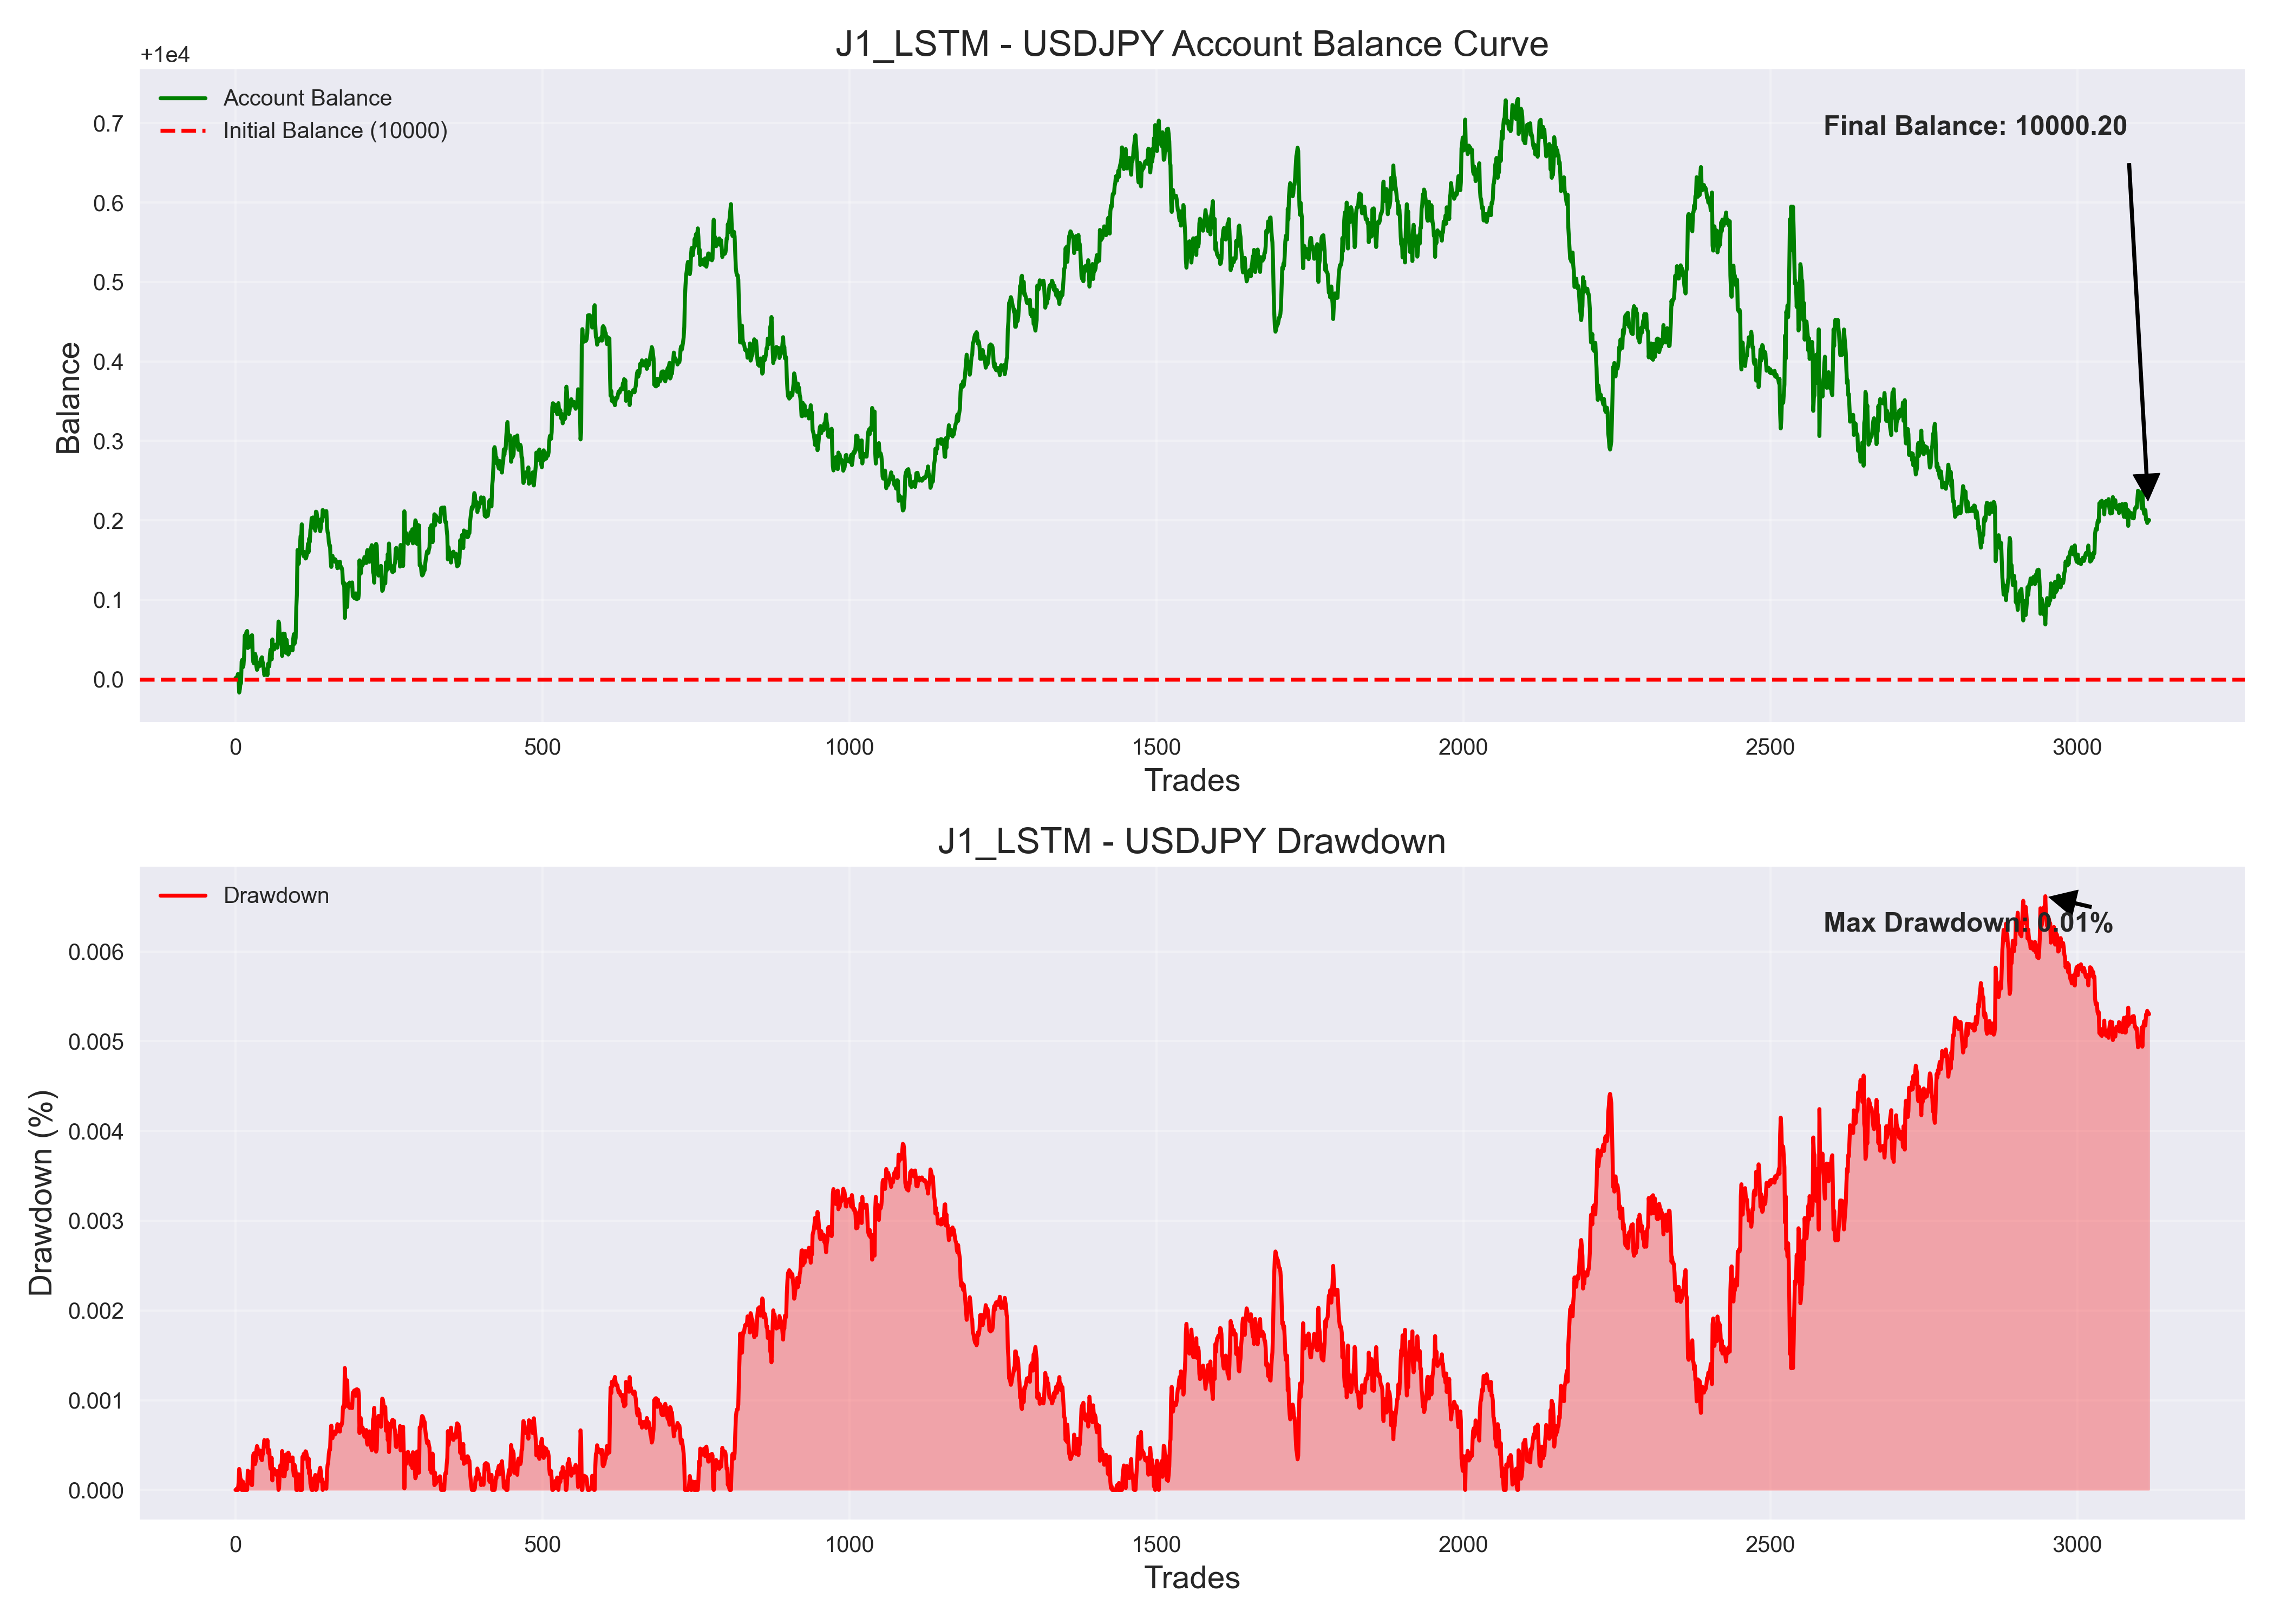 J1_LSTM - USDJPY Account Balance Curve
+1e4
Account Balance
Initial Balance (10000)
Final Balance: 10000.20
Balance
0.7
0.6
0.5
0.4
0.3
0.2
0.1
0.0
0 500 1000 1500 2000 2500 3000
Trades
J1_LSTM - USDJPY Drawdown
Drawdown
Max Drawdown: 0.01%
Drawdown (%)
0.006
0.005
0.004
0.003
0.002
0.001
0.000
0 500 1000 1500 2000 2500 3000
Trades